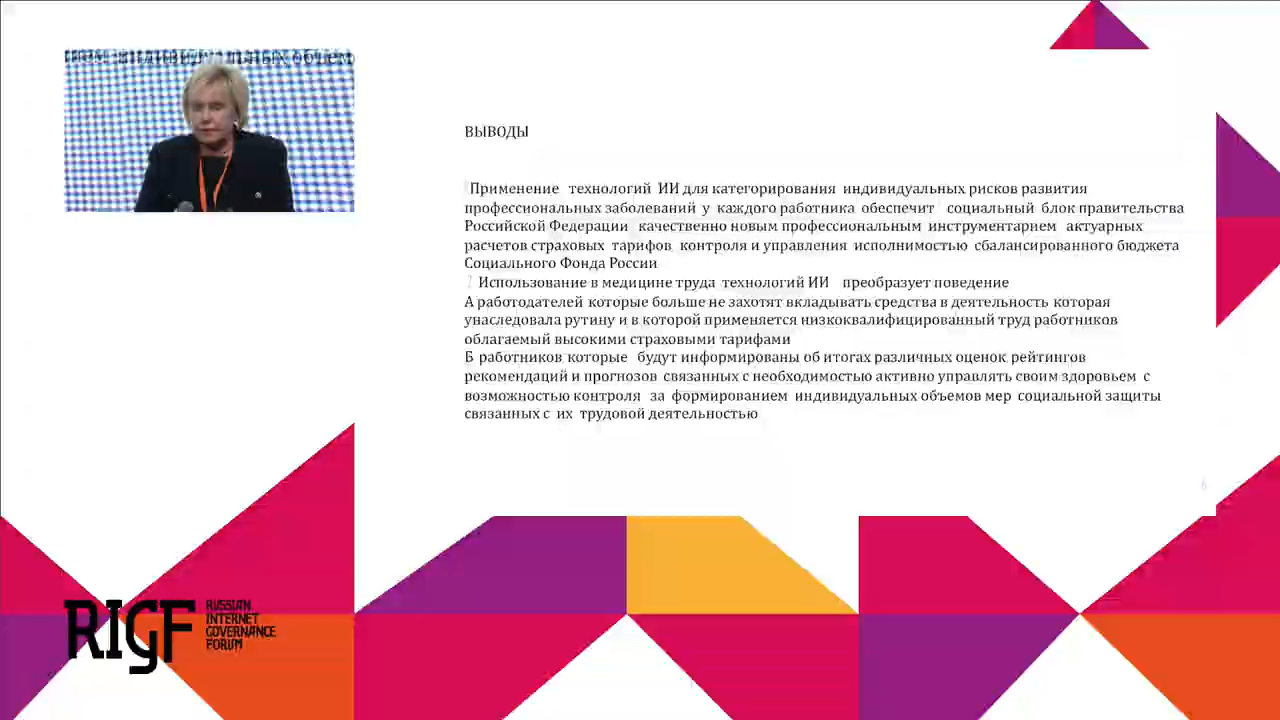 индивидуальных объем
ВЫВОДЫ
Применение технологий ИИ для категорирования индивидуальных рисков развития
профессиональных заболеваний у каждого работника обеспечит социальный блок правительства
Российской Федерации качественно новым профессиональным инструментарием актуарных
расчетов страховых тарифов контроля и управления исполнимостью сбалансированного бюджета
Социального Фонда России
2 Использование в медицине труда технологий ИИ преобразует поведение
А работодателей которые больше не захотят вкладывать средства в деятельность которая
унаследовала рутину и в которой применяется низкоквалифицированный труд работников
облагаемый высокими страховыми тарифами
Б работников которые будут информированы об итогах различных оценок рейтингов
рекомендаций и прогнозов связанных с необходимостью активно управлять своим здоровьем с
возможностью контроля за формированием индивидуальных объемов мер социальной защиты
связанных с их трудовой деятельностью
6
RIGF
RUSSIAN
INTERNET
GOVERNANCE
FORUM